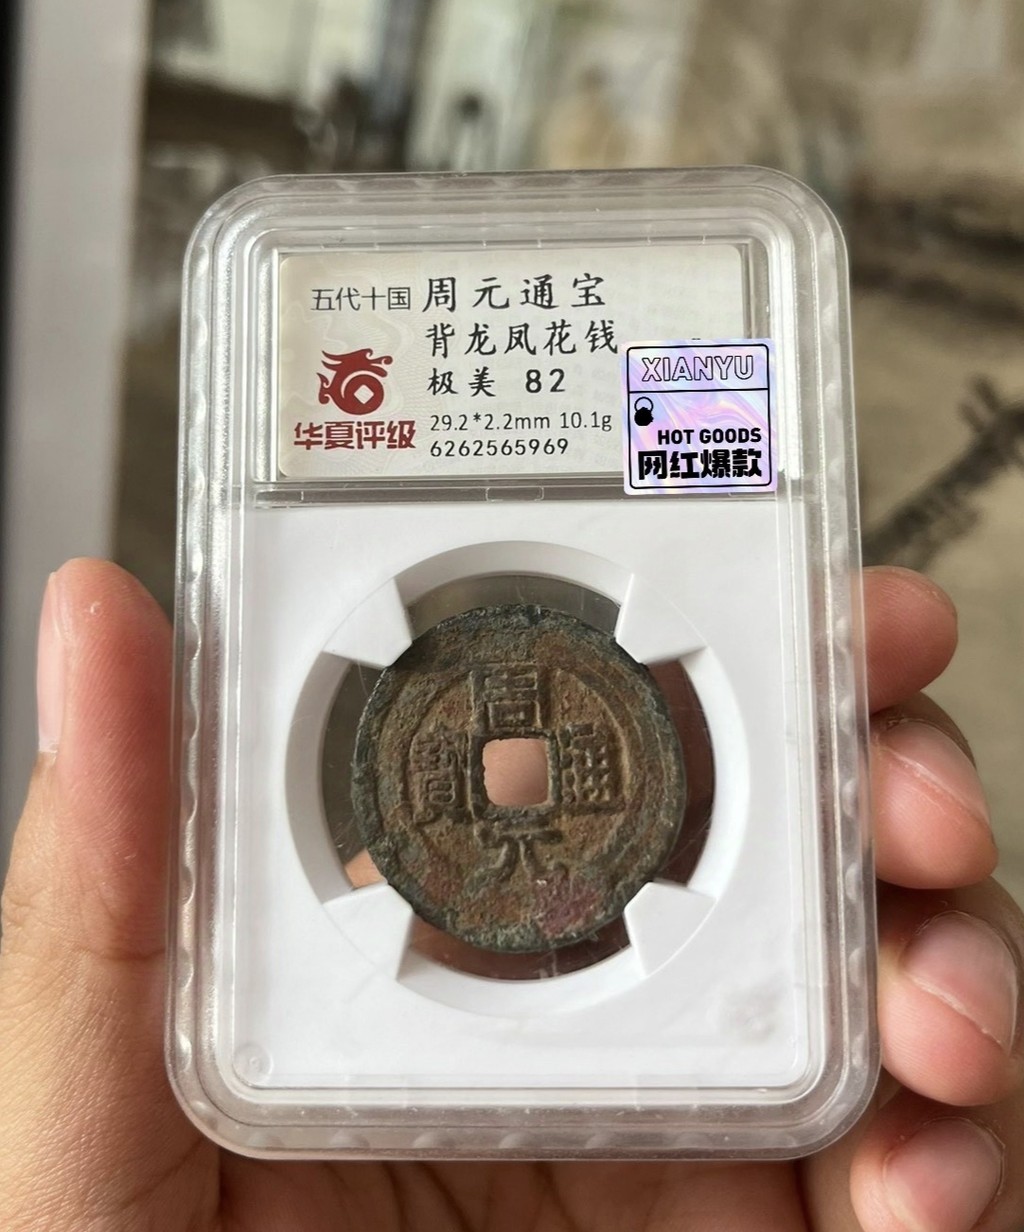 五代十国 周元通宝
背龙凤花钱
极美 82
华夏评级
29.2*2.2mm 10.1g
6262565969
XIANYU
HOT GOODS
网红爆款
周
寶 通
元